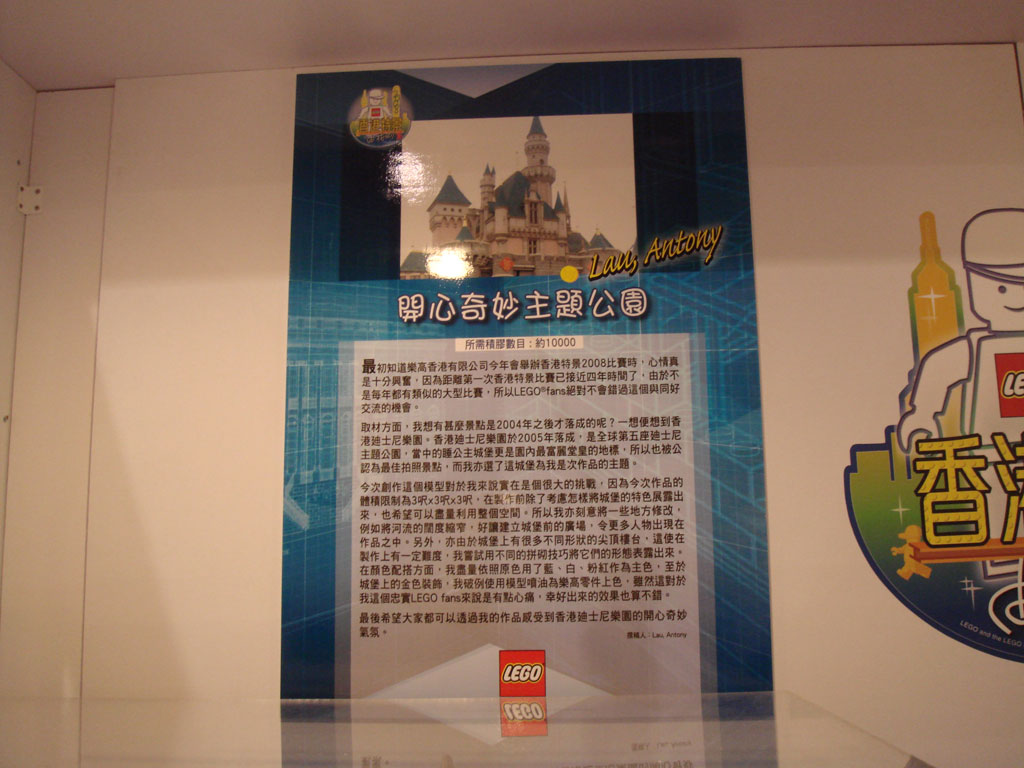 香港特景
Lau, Antony
開心奇妙主題公園
所需積膠數目：約10000
最初知道樂高香港有限公司今年會舉辦香港特景2008比賽時，心情真
是十分興奮，因為距離第一次香港特景比賽已接近四年時間了，由於不
是每年都有類似的大型比賽，所以LEGO®fans絕對不會錯過這個與同好
交流的機會。
取材方面，我想有甚麼景點是2004年之後才落成的呢？一想便想到香
港迪士尼樂園。香港迪士尼樂園於2005年落成，是全球第五座迪士尼
主題公園，當中的睡公主城堡更是園內最富麗堂皇的地標，所以也被公
認為最佳拍照景點，而我亦選了這城堡為我是次作品的主題。
今次創作這個模型對於我來說實在是個很大的挑戰，因為今次作品的
體積限制為3呎x3呎x3呎，在製作前除了考慮怎樣將城堡的特色展露出
來，也希望可以盡量利用整個空間。所以我亦刻意將一些地方修改，
例如將河流的闊度縮窄，好讓建立城堡前的廣場，令更多人物出現在
作品之中。另外，亦由於城堡上有很多不同形狀的尖頂樓台，這使在
製作上有一定難度，我嘗試用不同的拼砌技巧將它們的形態表露出來。
在顏色配搭方面，我盡量依照原色用了藍、白、粉紅作為主色，至於
城堡上的金色裝飾，我破例使用模型噴油為樂高零件上色，雖然這對於
我這個忠實LEGO fans來說是有點心痛，幸好出來的效果也算不錯。
最後希望大家都可以透過我的作品感受到香港迪士尼樂園的開心奇妙
氣氛。
撰稿人：Lau, Antony
LEGO
LE
香港
LEGO and the LEGO